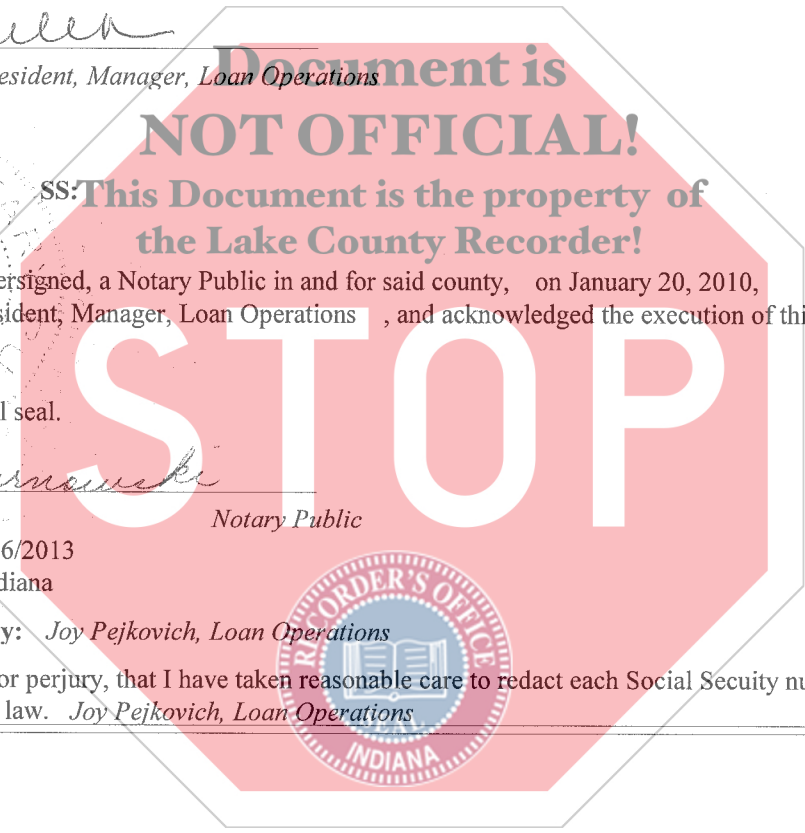 esident, Manager, Loan Operations
Document is
NOT OFFICIAL!
SS:
This Document is the property of
the Lake County Recorder!
ersigned, a Notary Public in and for said county, on January 20, 2010,
sident, Manager, Loan Operations , and acknowledged the execution of thi
STOP
l seal.
Notary Public
6/2013
diana
y: Joy Pejkovich, Loan Operations
or perjury, that I have taken reasonable care to redact each Social Secuity nu
law. Joy Pejkovich, Loan Operations
RECORDER'S OFFICE
SEAL
INDIANA